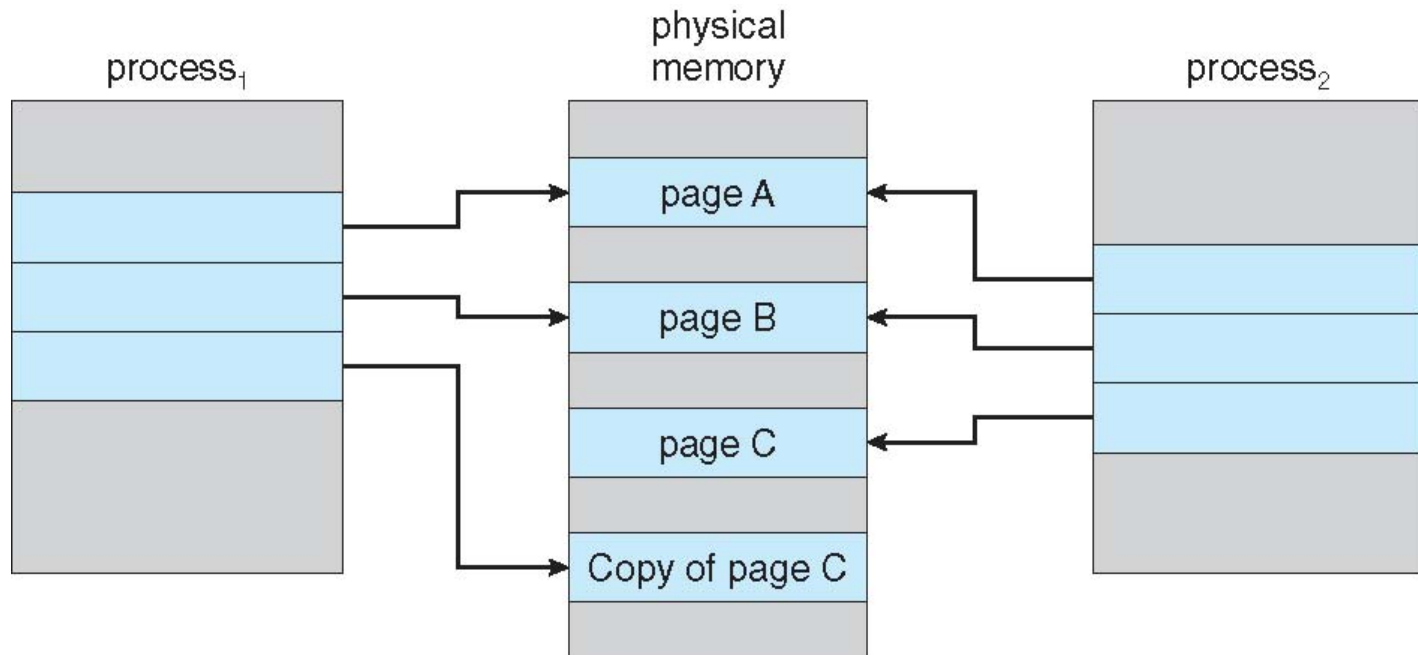 process₁
physical
memory
process₂
page A
page B
page C
Copy of page C